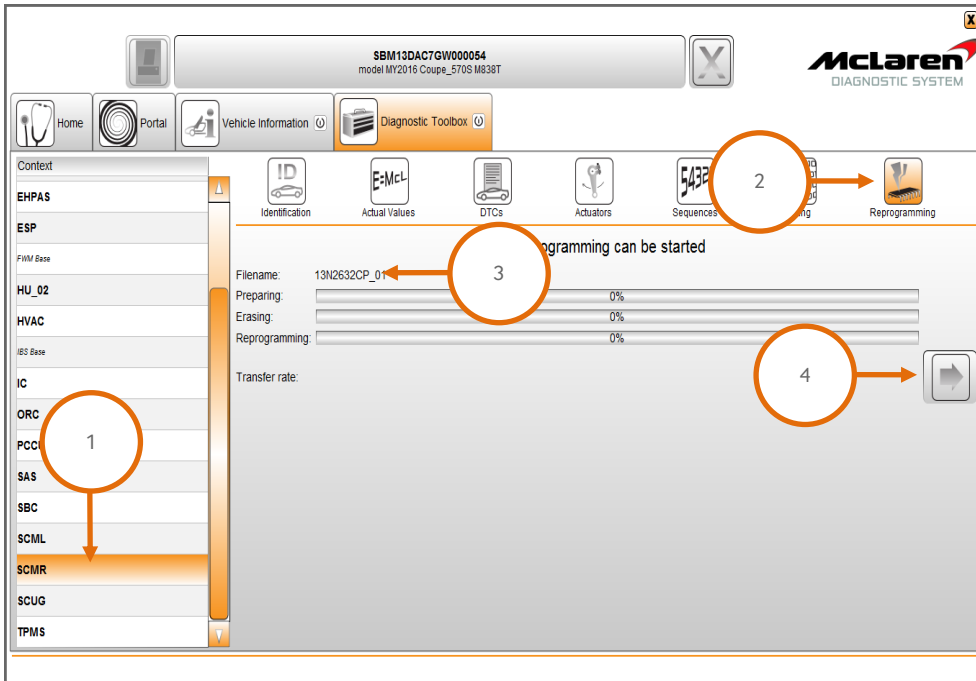 X
SBM13DAC7GW000054
model MY2016 Coupe_570S M838T
McLaren
DIAGNOSTIC SYSTEM
Home
Portal
Vehicle Information
Diagnostic Toolbox
Context
EHPAS
ESP
FWM Base
HU_02
HVAC
IBS Base
IC
ORC
SAS
SBC
SCML
SCMR
SCUG
TPMS
1
ID
E=McL
5432
2
Identification
Actual Values
DTCs
Actuators
Sequences
Reprogramming
ogramming can be started
Filename: 13N2632CP_01
3
Preparing: 0%
Erasing: 0%
Reprogramming: 0%
Transfer rate:
4